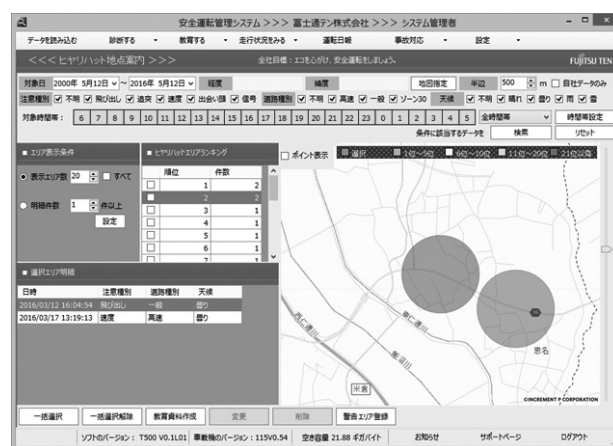 安全運転管理システム >>> 富士通テン株式会社 >>> システム管理者
データを読み込む 診断する 教育する 走行状況をみる 運転日報 事故対応 設定
<<< ヒヤリハット地点案内 >>> 全社目標：エコを心がけ、安全運転をしましょう。 FUJITSU TEN
対象日 2000年 5月12日 ～ 2016年 5月12日 経度 緯度 地図指定 半辺 500 m 自社データのみ
注意種別 不明 飛び出し 追突 速度 出会い頭 信号 道路種別 不明 高速 一般 ゾーン30 天候 不明 晴れ 曇り 雨 雪
対象時間帯： 6 7 8 9 10 11 12 13 14 15 16 17 18 19 20 21 22 23 0 1 2 3 4 5 全時間帯 時間帯設定
条件に該当するデータを 検索 リセット
■ エリア表示条件 ■ ヒヤリハットエリアランキング ポイント表示 選択 1位～5位 6位～10位 11位～20位 21位以降
表示エリア数 20 すべて
明細件数 1 件以上
設定
順位 件数
1 2
2 2
3 1
4 1
5 1
6 1
7 1
■ 選択エリア明細
日時 注意種別 道路種別 天候
2016/03/12 16:04:54 飛び出し 一般 曇り
2016/03/17 13:19:13 速度 高速 曇り
西仁連川
東仁連川
飯沼川
恩名
米倉
©INCREMENT P CORPORATION
一括選択 一括選択解除 教育資料作成 変更 削除 警告エリア登録
ソフトのバージョン： T500 V0.1L01 車載機のバージョン：115V0.54 空き容量 21.88 ギガバイト お知らせ サポートページ ログアウト